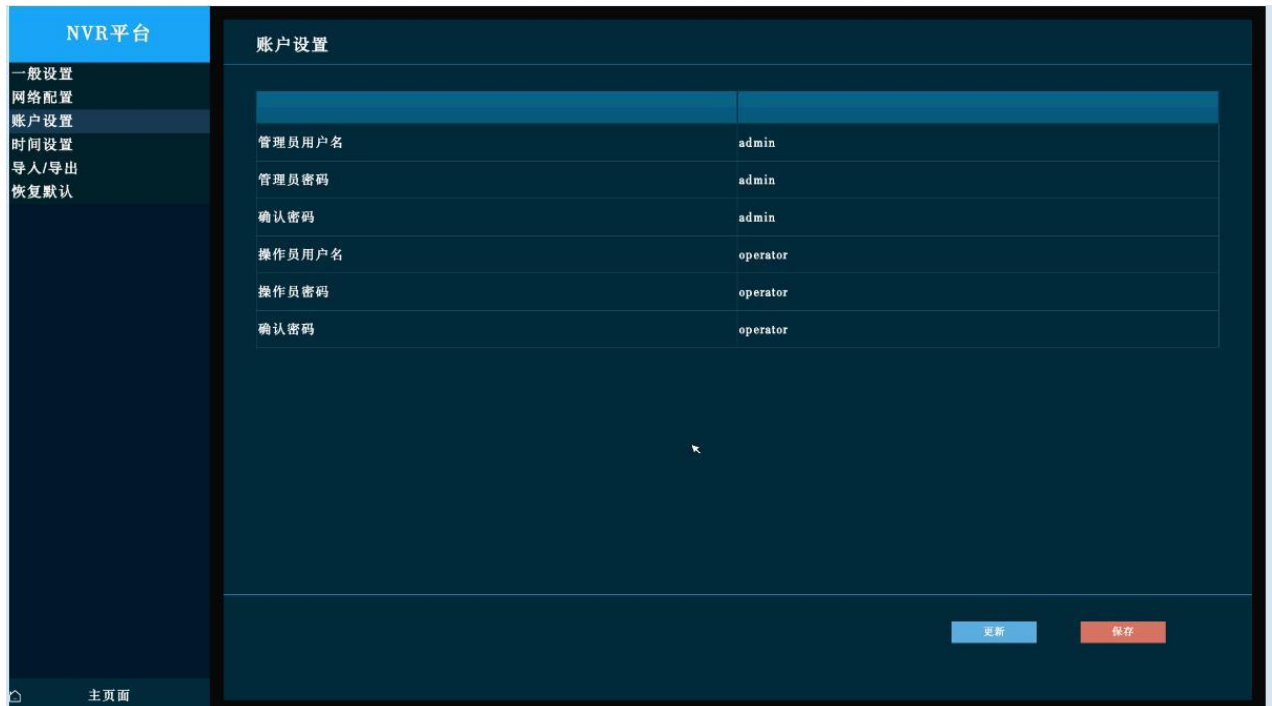 NVR平台
一般设置
网络配置
账户设置
时间设置
导入/导出
恢复默认
主页面
账户设置
管理员用户名 admin
管理员密码 admin
确认密码 admin
操作员用户名 operator
操作员密码 operator
确认密码 operator
更新 保存